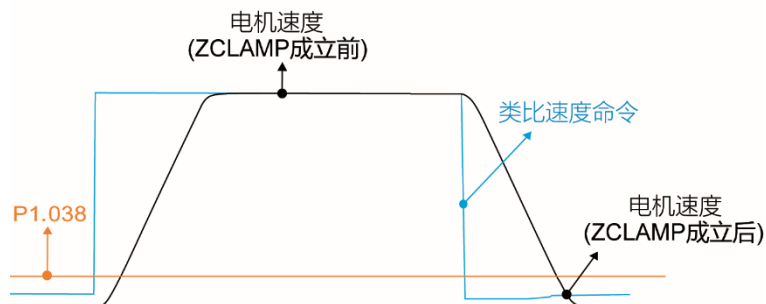 电机速度
(ZCLAMP成立前)
类比速度命令
P1.038
电机速度
(ZCLAMP成立后)